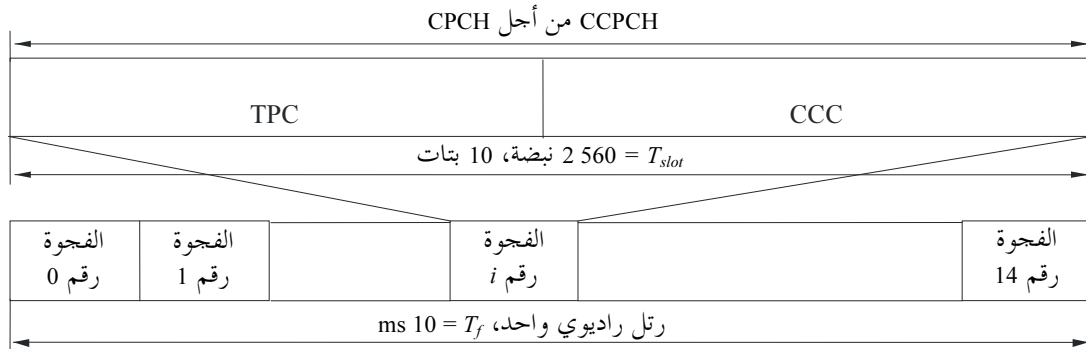 CCPCH من أجل CPCH
TPC
CCC
T_slot = 2 560 نبضة، 10 بتات
الفجوة
رقم 0
الفجوة
رقم 1
الفجوة
رقم i
الفجوة
رقم 14
رتل راديوي واحد، T_f = 10 ms